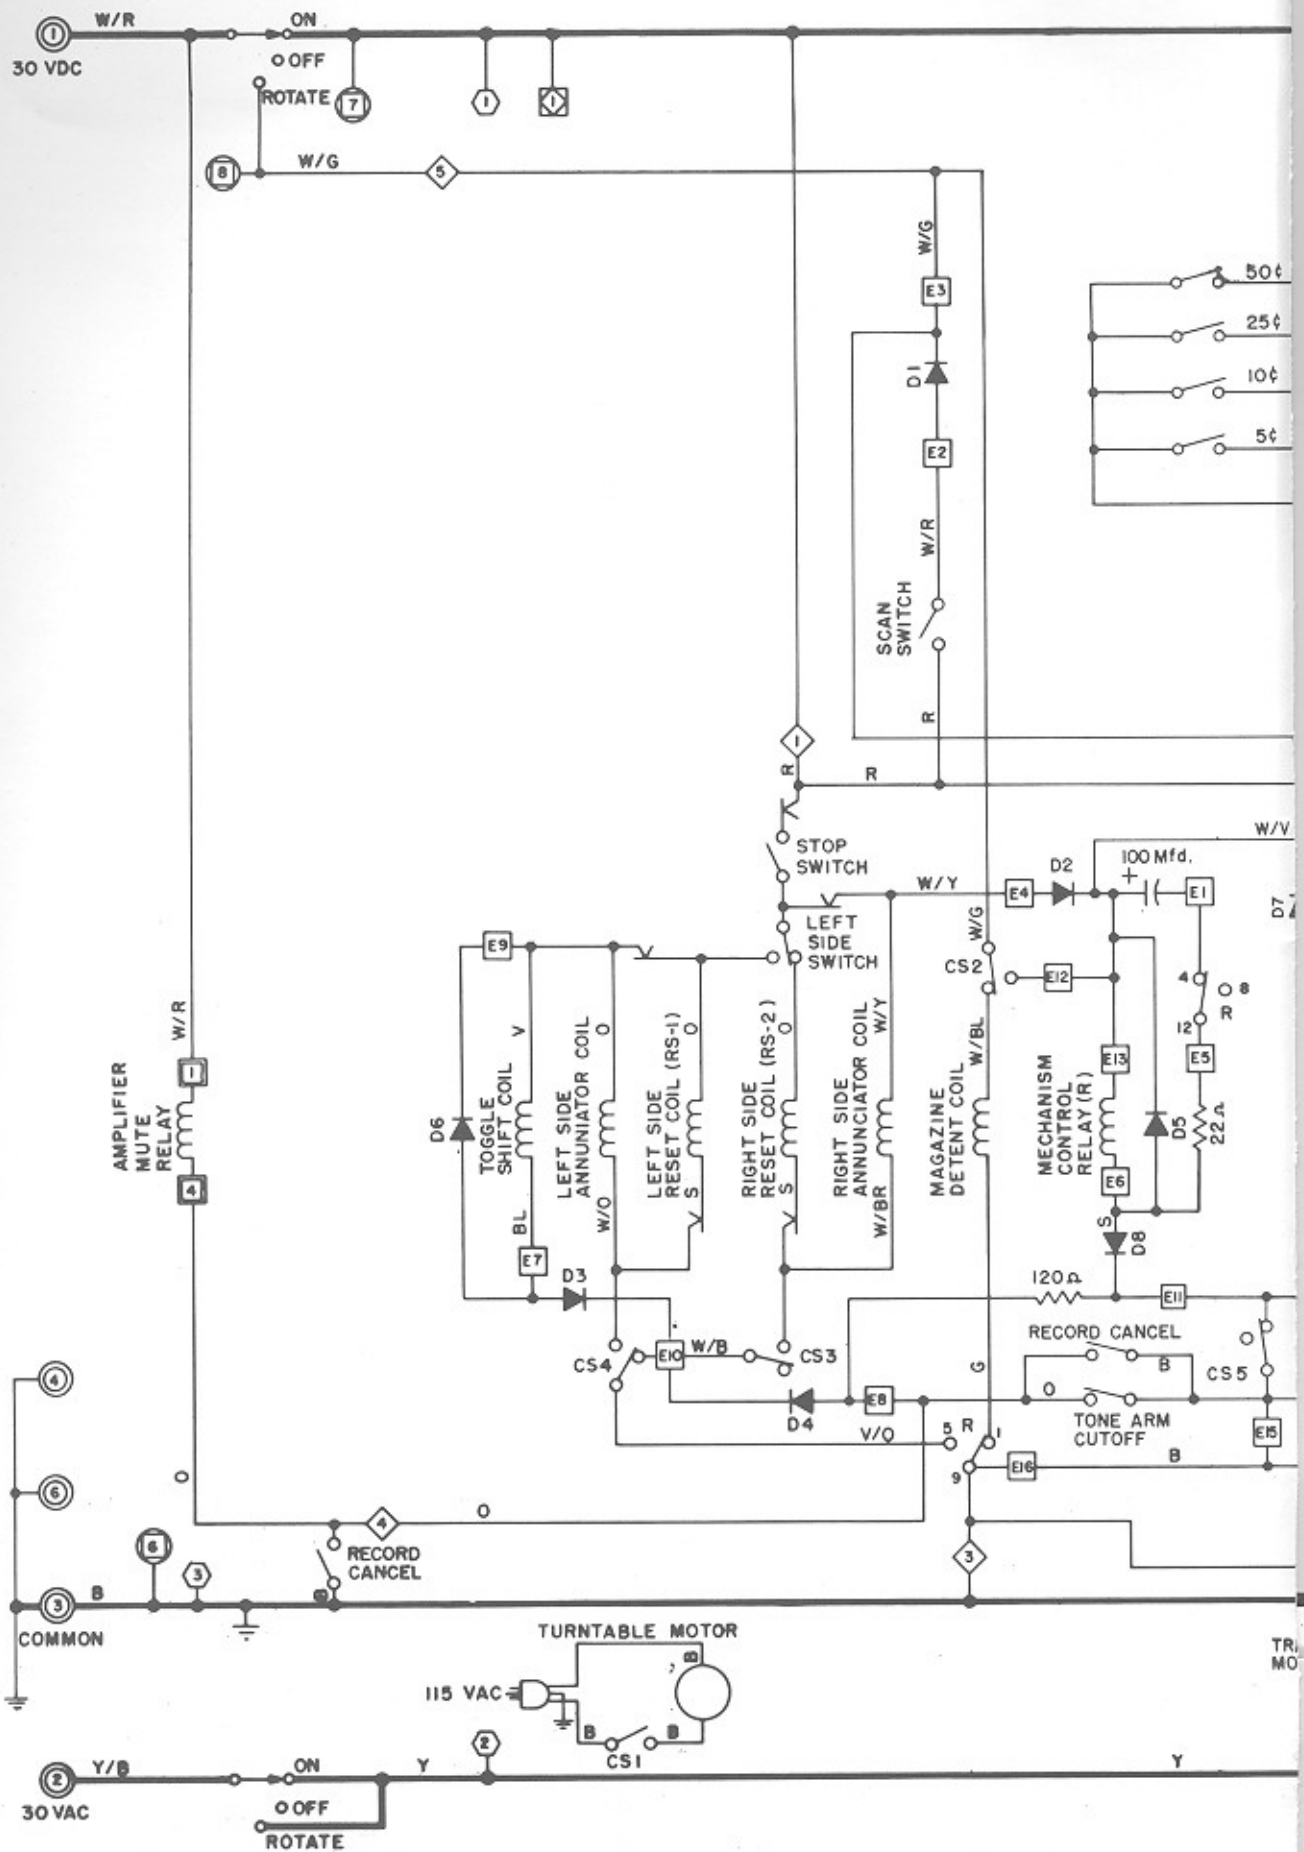 W/R
ON
1
30 VDC
OFF
ROTATE
7
1
1
8
W/G
5
W/G
E3
50¢
25¢
D1
10¢
E2
5¢
W/R
SCAN
SWITCH
R
1
R
R
STOP
SWITCH
W/V
D2
100 Mfd.
+
W/Y
E4
E1
D7
LEFT
SIDE
SWITCH
W/G
E9
CS2
E12
4
8
R
12
W/R
V
O
O
O
W/Y
W/BL
E13
E5
AMPLIFIER
MUTE
RELAY
1
4
D6
TOGGLE
SHIFT COIL
LEFT SIDE
ANNUNIATOR COIL
LEFT SIDE
RESET COIL (RS-1)
RIGHT SIDE
RESET COIL (RS-2)
RIGHT SIDE
ANNUNCIATOR COIL
MAGAZINE
DETENT COIL
MECHANISM
CONTROL
RELAY (R)
D5
22Ω
E6
BL
W/O
S
S
W/BR
S
D8
E7
D3
120Ω
E11
RECORD CANCEL
B
CS4
E10
W/B
CS3
G
CS5
4
D4
E8
O
TONE ARM
CUTOFF
V/O
5
R
1
E15
9
E16
B
O
6
4
O
6
3
RECORD
CANCEL
3
3
B
B
COMMON
TURNTABLE MOTOR
B
TR
MO
115 VAC
B
B
CS1
2
2
Y/B
ON
Y
Y
30 VAC
OFF
ROTATE